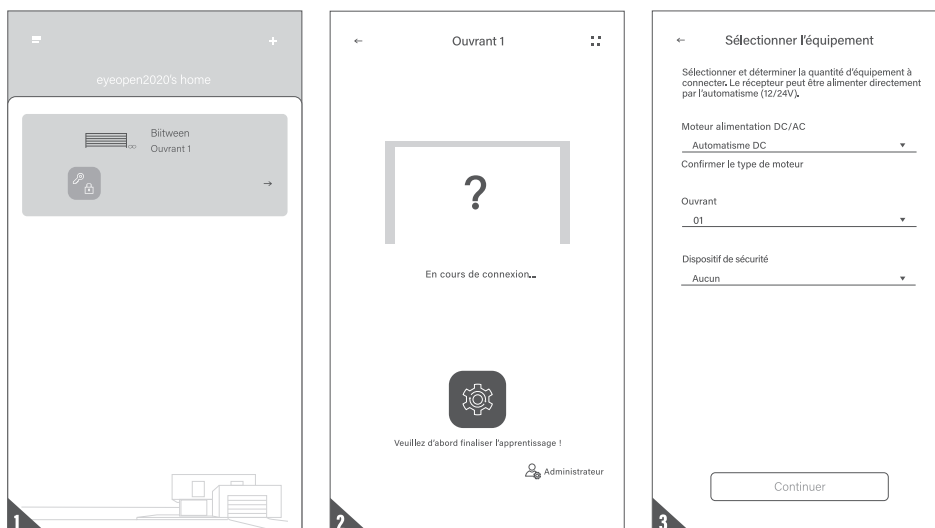 eyeopen2020's home
Biitween
Ouvrant 1
1
Ouvrant 1
?
En cours de connexion...
Veuillez d'abord finaliser l'apprentissage !
Administrateur
2
Sélectionner l'équipement
Sélectionner et déterminer la quantité d'équipement à
connecter. Le récepteur peut être alimenter directement
par l'automatisme (12/24V).
Moteur alimentation DC/AC
Automatisme DC
Confirmer le type de moteur
Ouvrant
01
Dispositif de sécurité
Aucun
Continuer
3